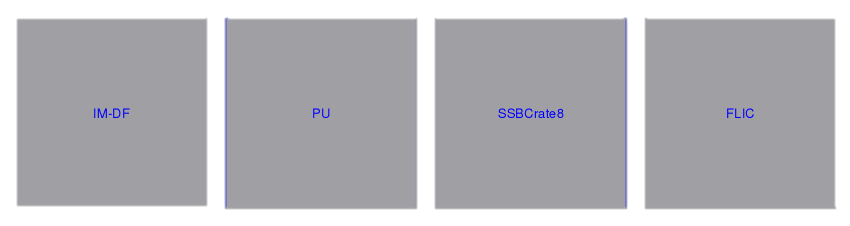 IM-DF
PU
SSBCrate8
FLIC